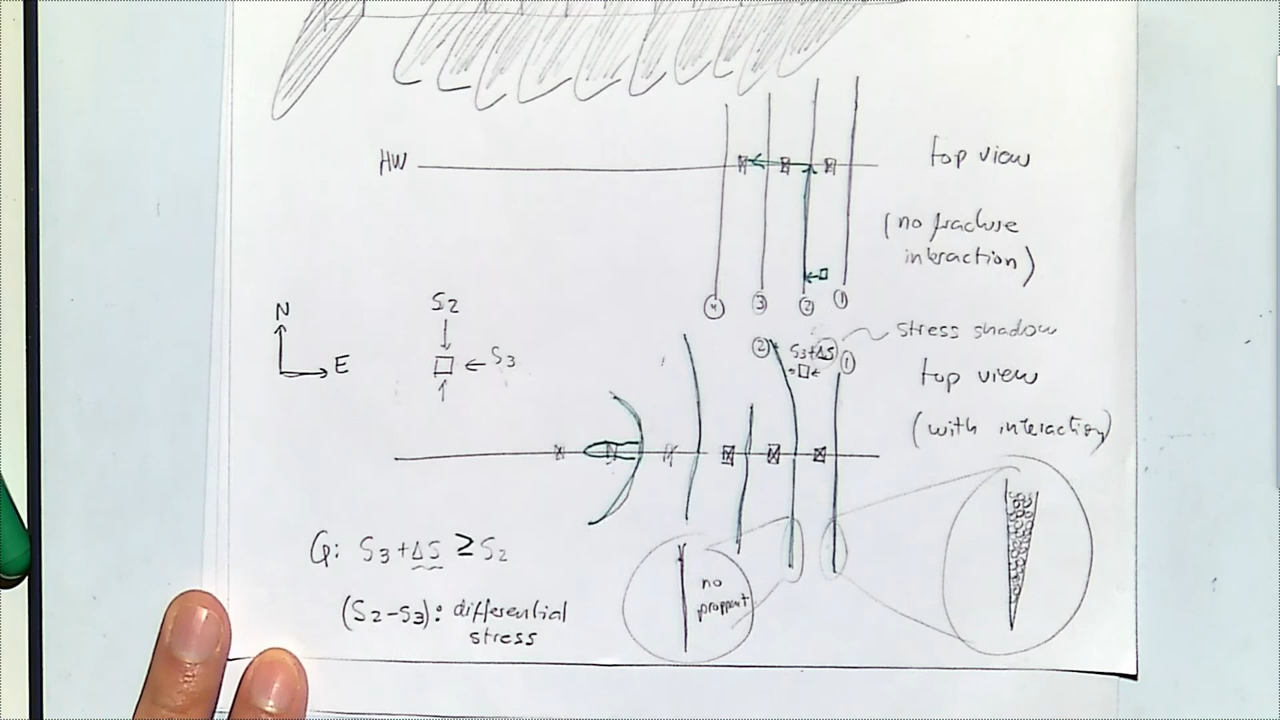 HW
top view
(no fracture
interaction)
4
3
2
1
N
E
S2
S3
2
S3+ΔS
1
stress shadow
top view
(with interaction)
Q: S3+ΔS ≥ S2
(S2-S3): differential
stress
no
proppant